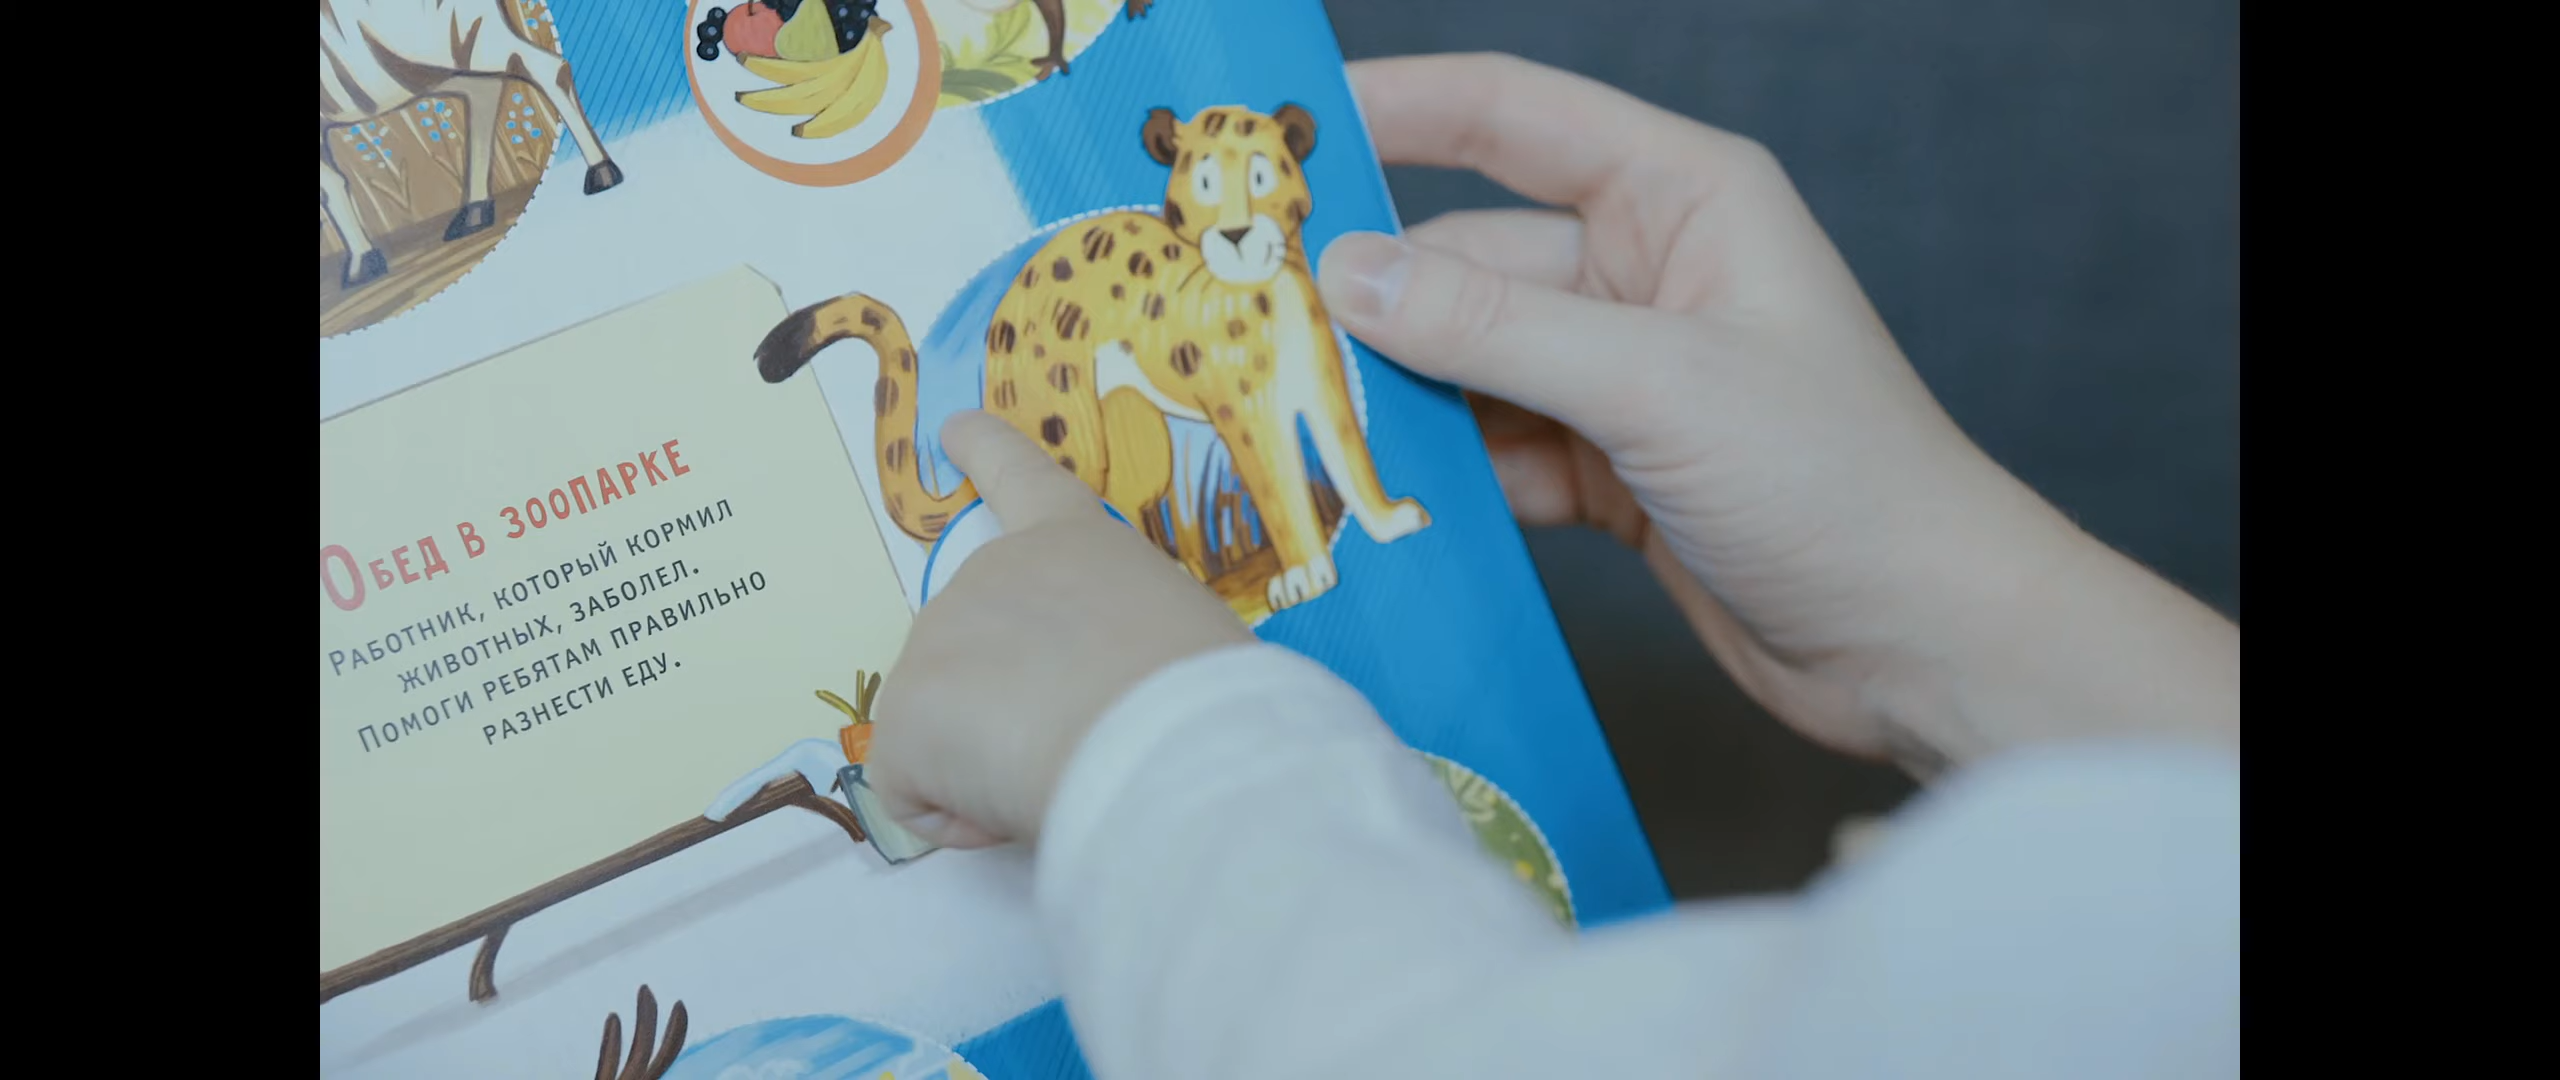 Обед в зоопарке
Работник, который кормил
животных, заболел.
Помоги ребятам правильно
разнести еду.